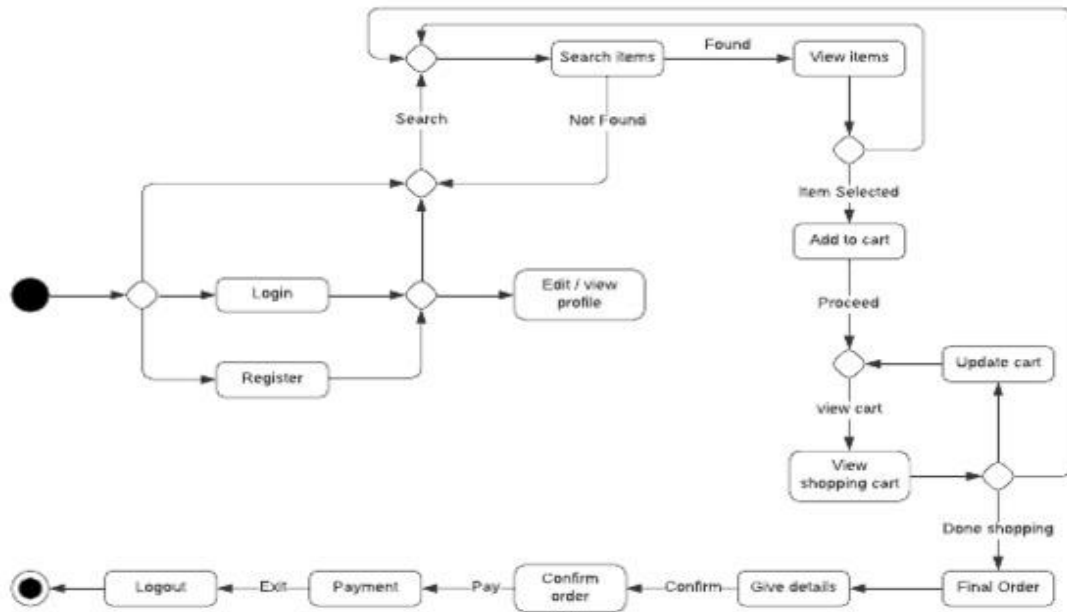 Found
Search items
View items
Search
Not Found
Item Selected
Add to cart
Login
Edit / view
profile
Proceed
Register
Update cart
view cart
View
shopping cart
Done shopping
Logout
Exit
Payment
Pay
Confirm
order
Confirm
Give details
Final Order